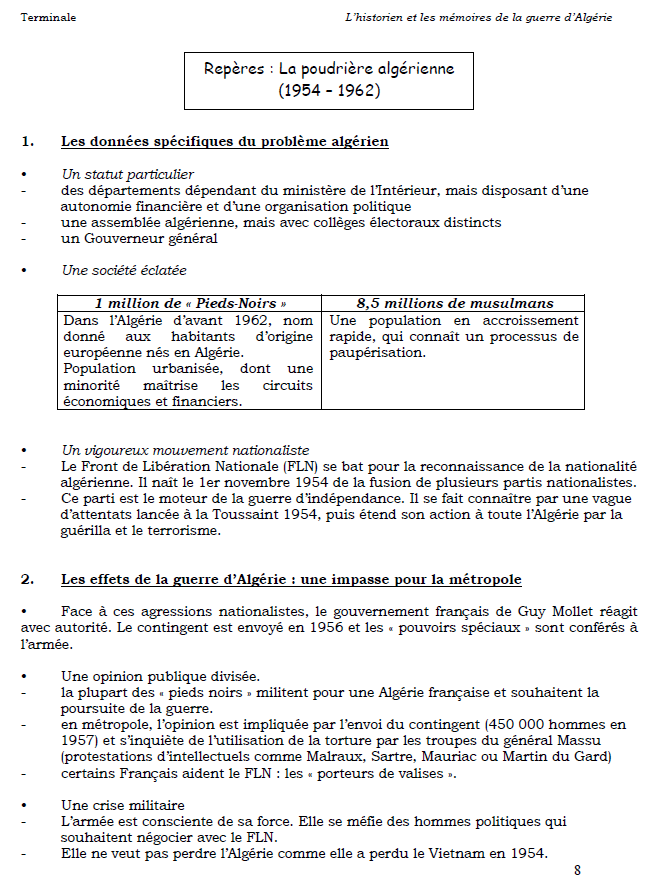 Terminale L’historien et les mémoires de la guerre d’Algérie
Repères : La poudrière algérienne
(1954 – 1962)
1. Les données spécifiques du problème algérien
• Un statut particulier
- des départements dépendant du ministère de l’Intérieur, mais disposant d’une
autonomie financière et d’une organisation politique
- une assemblée algérienne, mais avec collèges électoraux distincts
- un Gouverneur général
• Une société éclatée
1 million de « Pieds-Noirs »
Dans l’Algérie d’avant 1962, nom
donné aux habitants d’origine
européenne nés en Algérie.
Population urbanisée, dont une
minorité maîtrise les circuits
économiques et financiers.
8,5 millions de musulmans
Une population en accroissement
rapide, qui connaît un processus de
paupérisation.
• Un vigoureux mouvement nationaliste
- Le Front de Libération Nationale (FLN) se bat pour la reconnaissance de la nationalité
algérienne. Il naît le 1er novembre 1954 de la fusion de plusieurs partis nationalistes.
- Ce parti est le moteur de la guerre d’indépendance. Il se fait connaître par une vague
d’attentats lancée à la Toussaint 1954, puis étend son action à toute l’Algérie par la
guérilla et le terrorisme.
2. Les effets de la guerre d’Algérie : une impasse pour la métropole
• Face à ces agressions nationalistes, le gouvernement français de Guy Mollet réagit
avec autorité. Le contingent est envoyé en 1956 et les « pouvoirs spéciaux » sont conférés à
l’armée.
• Une opinion publique divisée.
- la plupart des « pieds noirs » militent pour une Algérie française et souhaitent la
poursuite de la guerre.
- en métropole, l’opinion est impliquée par l’envoi du contingent (450 000 hommes en
1957) et s’inquiète de l’utilisation de la torture par les troupes du général Massu
(protestations d’intellectuels comme Malraux, Sartre, Mauriac ou Martin du Gard)
- certains Français aident le FLN : les « porteurs de valises ».
• Une crise militaire
- L’armée est consciente de sa force. Elle se méfie des hommes politiques qui
souhaitent négocier avec le FLN.
- Elle ne veut pas perdre l’Algérie comme elle a perdu le Vietnam en 1954.
8